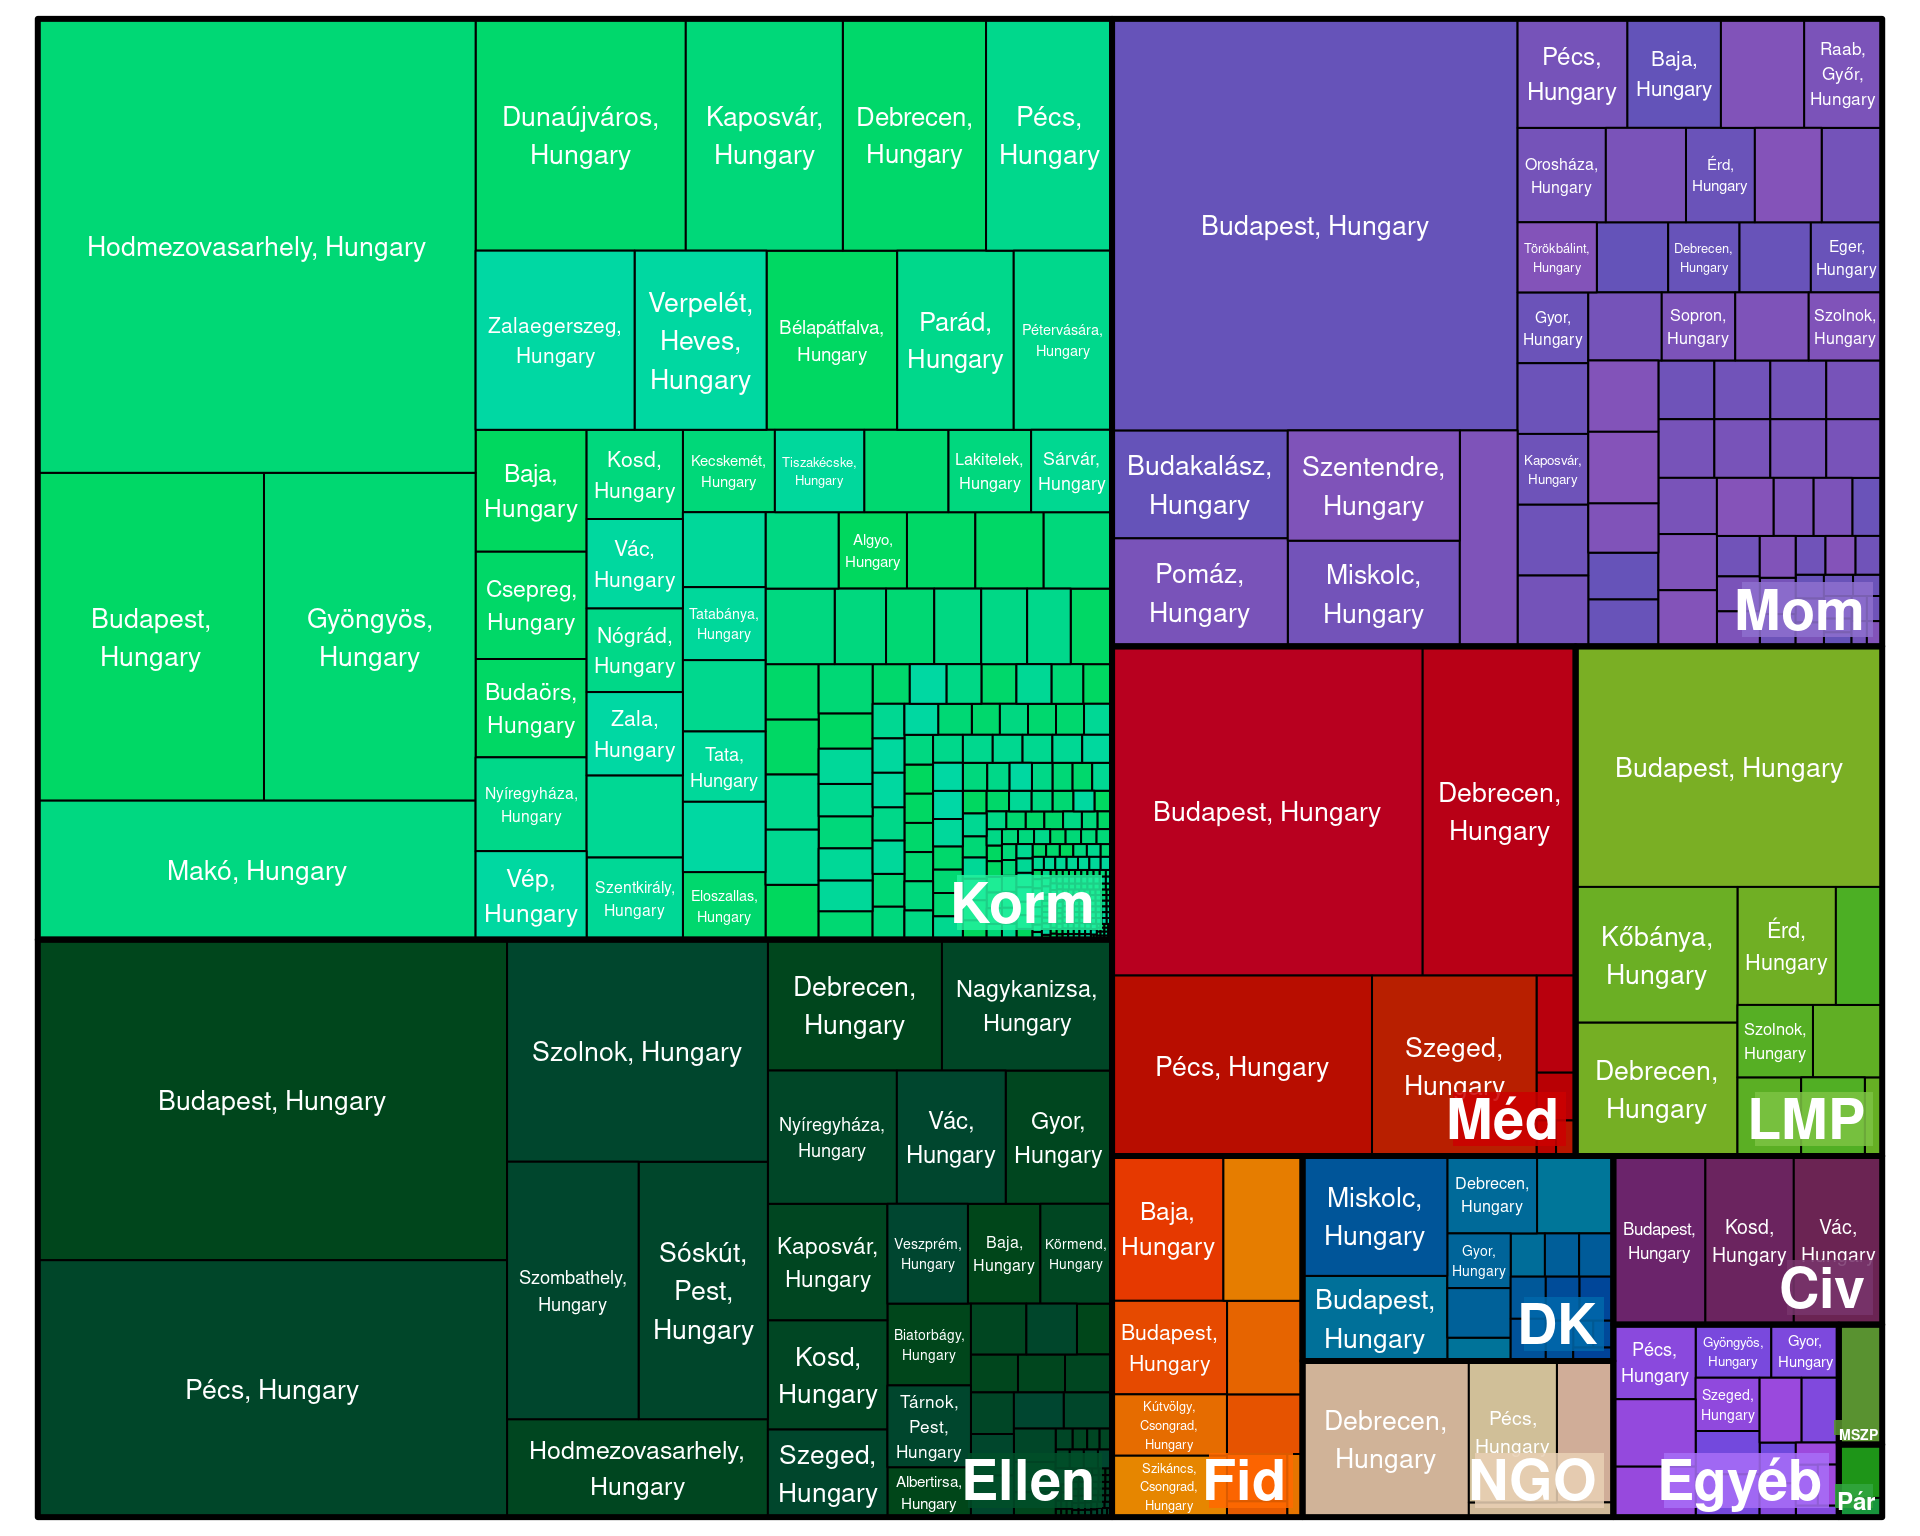 Hodmezovasarhely, Hungary
Budapest,
Hungary
Gyöngyös,
Hungary
Makó, Hungary
Dunaújváros,
Hungary
Kaposvár,
Hungary
Debrecen,
Hungary
Pécs,
Hungary
Zalaegerszeg,
Hungary
Verpelét,
Heves,
Hungary
Bélapátfalva,
Hungary
Parád,
Hungary
Pétervására,
Hungary
Baja,
Hungary
Csepreg,
Hungary
Budaörs,
Hungary
Nyíregyháza,
Hungary
Vép,
Hungary
Kosd,
Hungary
Vác,
Hungary
Nógrád,
Hungary
Zala,
Hungary
Szentkirály,
Hungary
Kecskemét,
Hungary
Tiszakécske,
Hungary
Lakitelek,
Hungary
Sárvár,
Hungary
Algyo,
Hungary
Tatabánya,
Hungary
Tata,
Hungary
Eloszallas,
Hungary
Korm
Budapest, Hungary
Pécs, Hungary
Szolnok, Hungary
Szombathely,
Hungary
Sóskút,
Pest,
Hungary
Hodmezovasarhely,
Hungary
Debrecen,
Hungary
Nagykanizsa,
Hungary
Nyíregyháza,
Hungary
Vác,
Hungary
Gyor,
Hungary
Kaposvár,
Hungary
Kosd,
Hungary
Szeged,
Hungary
Veszprém,
Hungary
Baja,
Hungary
Körmend,
Hungary
Biatorbágy,
Hungary
Tárnok,
Pest,
Hungary
Albertirsa,
Hungary
Ellen
Budapest, Hungary
Budakalász,
Hungary
Pomáz,
Hungary
Szentendre,
Hungary
Miskolc,
Hungary
Pécs,
Hungary
Baja,
Hungary
Raab,
Győr,
Hungary
Orosháza,
Hungary
Érd,
Hungary
Törökbálint,
Hungary
Debrecen,
Hungary
Eger,
Hungary
Gyor,
Hungary
Sopron,
Hungary
Szolnok,
Hungary
Kaposvár,
Hungary
Mom
Budapest, Hungary
Debrecen,
Hungary
Pécs, Hungary
Szeged,
Hungary
Méd
Budapest, Hungary
Kőbánya,
Hungary
Debrecen,
Hungary
Érd,
Hungary
Szolnok,
Hungary
LMP
Baja,
Hungary
Budapest,
Hungary
Kútvölgy,
Csongrad,
Hungary
Szikáncs,
Csongrad,
Hungary
Fid
Miskolc,
Hungary
Budapest,
Hungary
Debrecen,
Hungary
Gyor,
Hungary
DK
Debrecen,
Hungary
Pécs,
Hungary
NGO
Budapest,
Hungary
Kosd,
Hungary
Vác,
Hungary
Civ
Pécs,
Hungary
Gyöngyös,
Hungary
Gyor,
Hungary
Szeged,
Hungary
Egyéb
MSZP
Pár